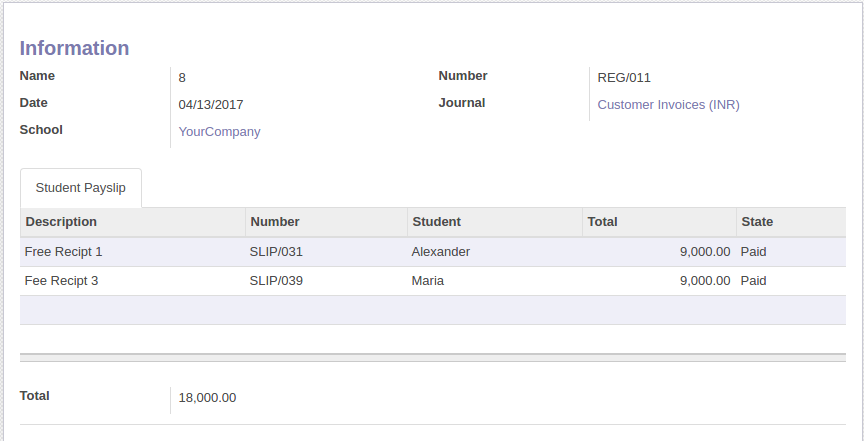 Information
Name 8 Number REG/011
Date 04/13/2017 Journal Customer Invoices (INR)
School YourCompany
Student Payslip
Description Number Student Total State
Free Recipt 1 SLIP/031 Alexander 9,000.00 Paid
Fee Recipt 3 SLIP/039 Maria 9,000.00 Paid
Total 18,000.00